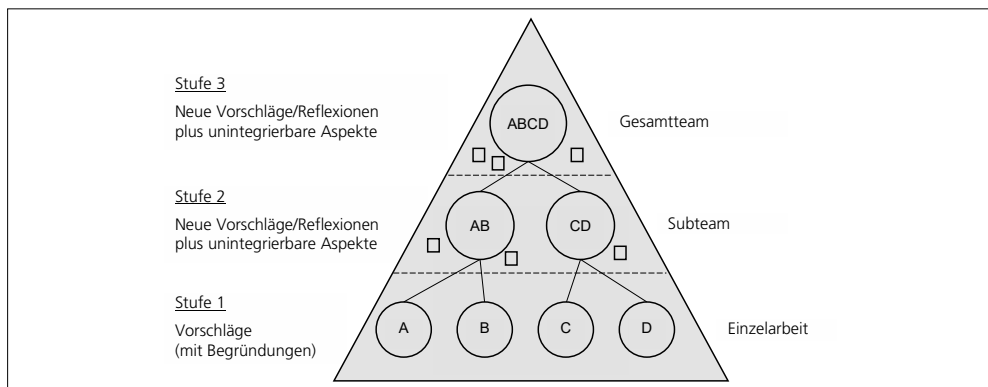 Stufe 3
Neue Vorschläge/Reflexionen
plus unintegrierbare Aspekte
ABCD
Gesamtteam
Stufe 2
Neue Vorschläge/Reflexionen
plus unintegrierbare Aspekte
AB
CD
Subteam
Stufe 1
Vorschläge
(mit Begründungen)
A
B
C
D
Einzelarbeit